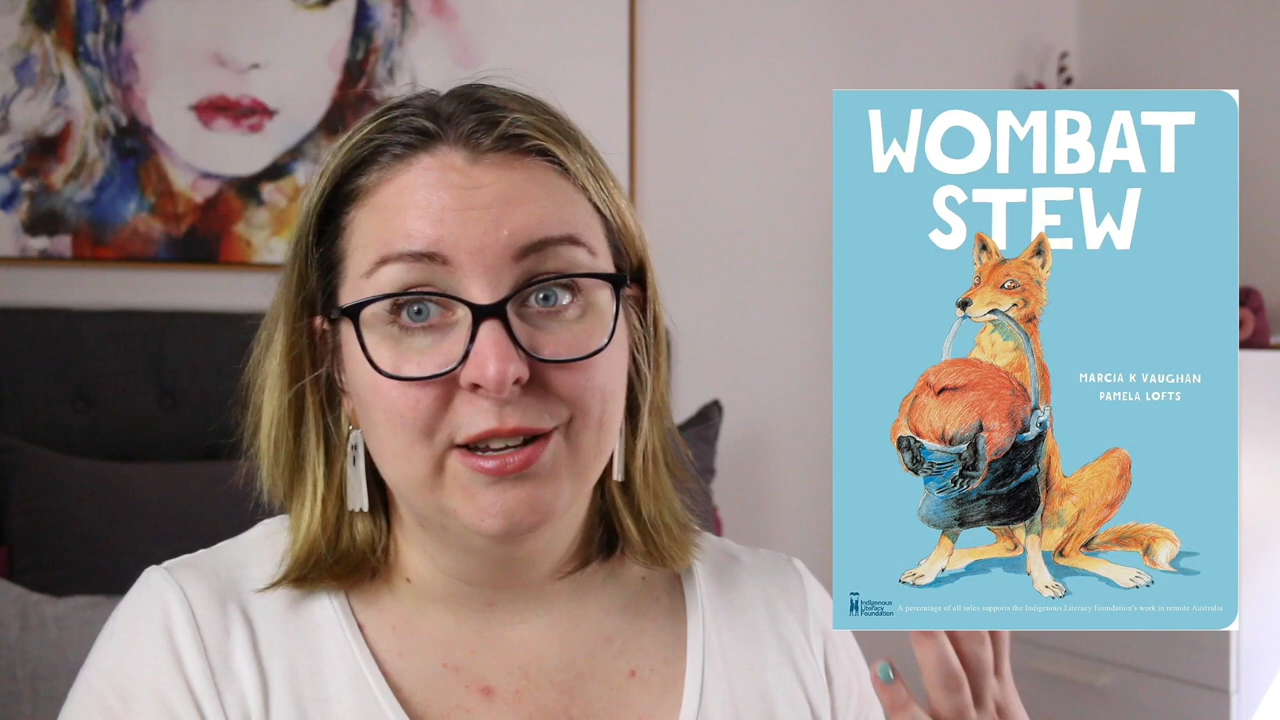 WOMBAT
STEW
MARCIA K VAUGHAN
PAMELA LOFTS
Indigenous
Literacy
Foundation
A percentage of all sales supports the Indigenous Literacy Foundation's work in remote Australia